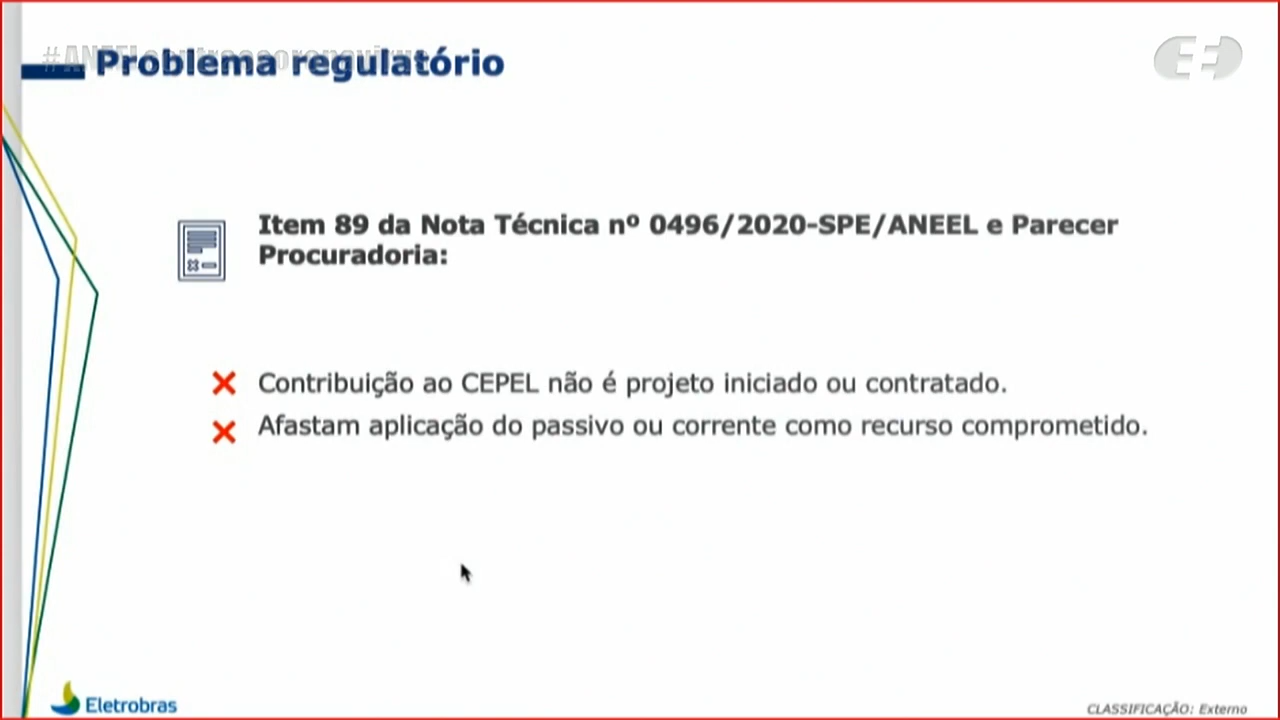 #ANEELcontraocoronavirus
Problema regulatório
Item 89 da Nota Técnica nº 0496/2020-SPE/ANEEL e Parecer
Procuradoria:
Contribuição ao CEPEL não é projeto iniciado ou contratado.
Afastam aplicação do passivo ou corrente como recurso comprometido.
Eletrobras
CLASSIFICAÇÃO: Externo